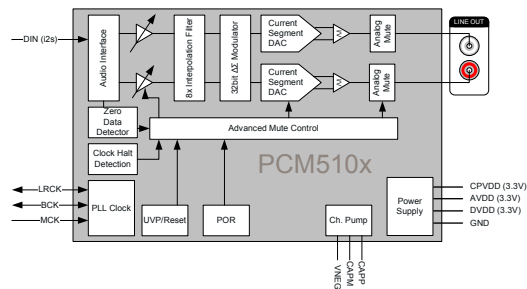 DIN (i2s)
Audio Interface
8x Interpolation Filter
32bit ΔΣ Modulator
Current
Segment
DAC
I/V
Analog
Mute
LINE OUT
Current
Segment
DAC
I/V
Analog
Mute
Zero
Data
Detector
Advanced Mute Control
Clock Halt
Detection
PCM510x
LRCK
BCK
MCK
PLL Clock
UVP/Reset
POR
Ch. Pump
Power
Supply
CPVDD (3.3V)
AVDD (3.3V)
DVDD (3.3V)
GND
VNEG
CAPM
CAPP